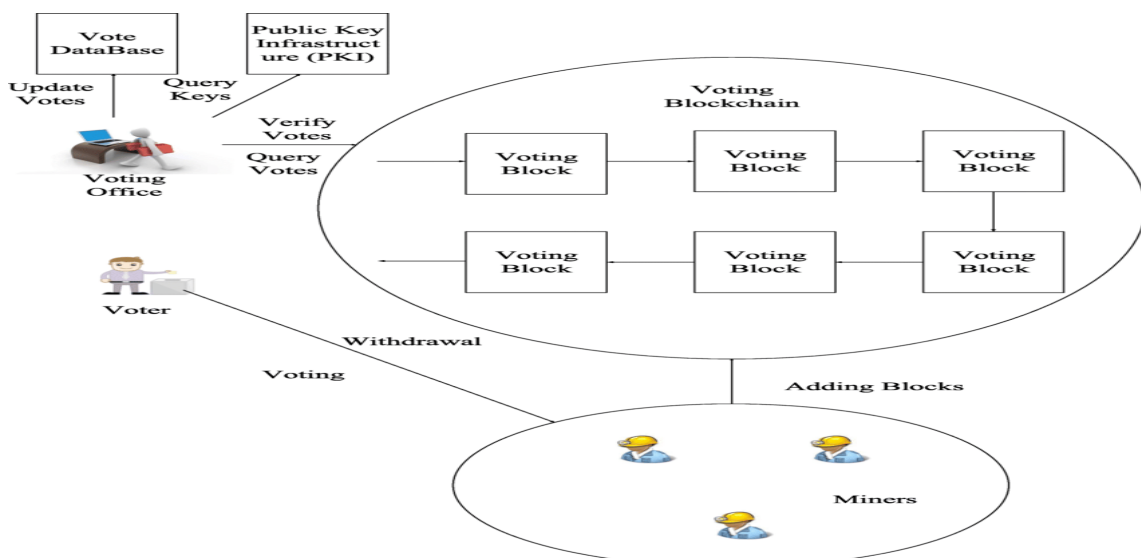 Vote
DataBase
Public Key
Infrastruct
ure (PKI)
Update
Votes
Query
Keys
Voting
Office
Verify
Votes
Query
Votes
Voting
Blockchain
Voting
Block
Voting
Block
Voting
Block
Voting
Block
Voting
Block
Voting
Block
Voter
Withdrawal
Voting
Adding Blocks
Miners